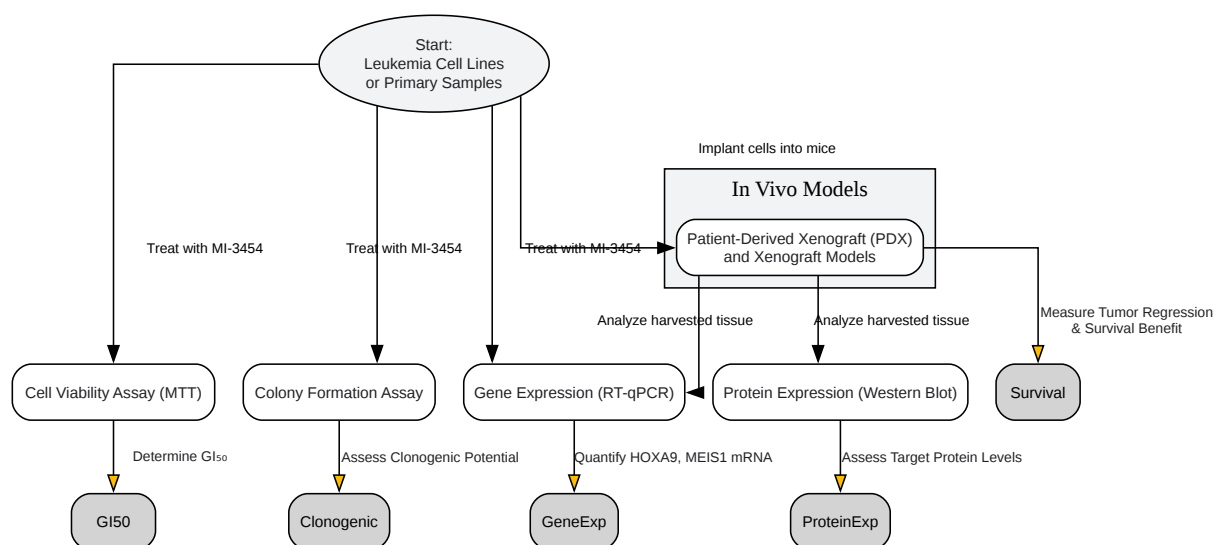 Start:
Leukemia Cell Lines
or Primary Samples
Implant cells into mice
In Vivo Models
Patient-Derived Xenograft (PDX)
and Xenograft Models
Treat with MI-3454
Treat with MI-3454
Treat with MI-3454
Analyze harvested tissue
Analyze harvested tissue
Measure Tumor Regression
& Survival Benefit
Cell Viability Assay (MTT)
Colony Formation Assay
Gene Expression (RT-qPCR)
Protein Expression (Western Blot)
Survival
Determine GI₅₀
Assess Clonogenic Potential
Quantify HOXA9, MEIS1 mRNA
Assess Target Protein Levels
GI50
Clonogenic
GeneExp
ProteinExp